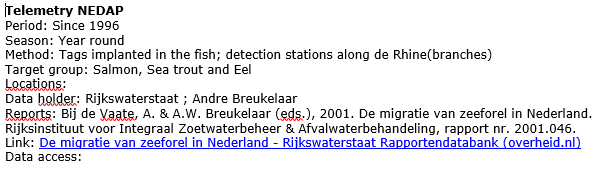 Telemetry NEDAP
Period: Since 1996
Season: Year round
Method: Tags implanted in the fish; detection stations along de Rhine(branches)
Target group: Salmon, Sea trout and Eel
Locations:
Data holder: Rijkswaterstaat ; Andre Breukelaar
Reports: Bij de Vaate, A. & A.W. Breukelaar (eds.), 2001. De migratie van zeeforel in Nederland.
Rijksinstituut voor Integraal Zoetwaterbeheer & Afvalwaterbehandeling, rapport nr. 2001.046.
Link: De migratie van zeeforel in Nederland - Rijkswaterstaat Rapportendatabank (overheid.nl)
Data access: